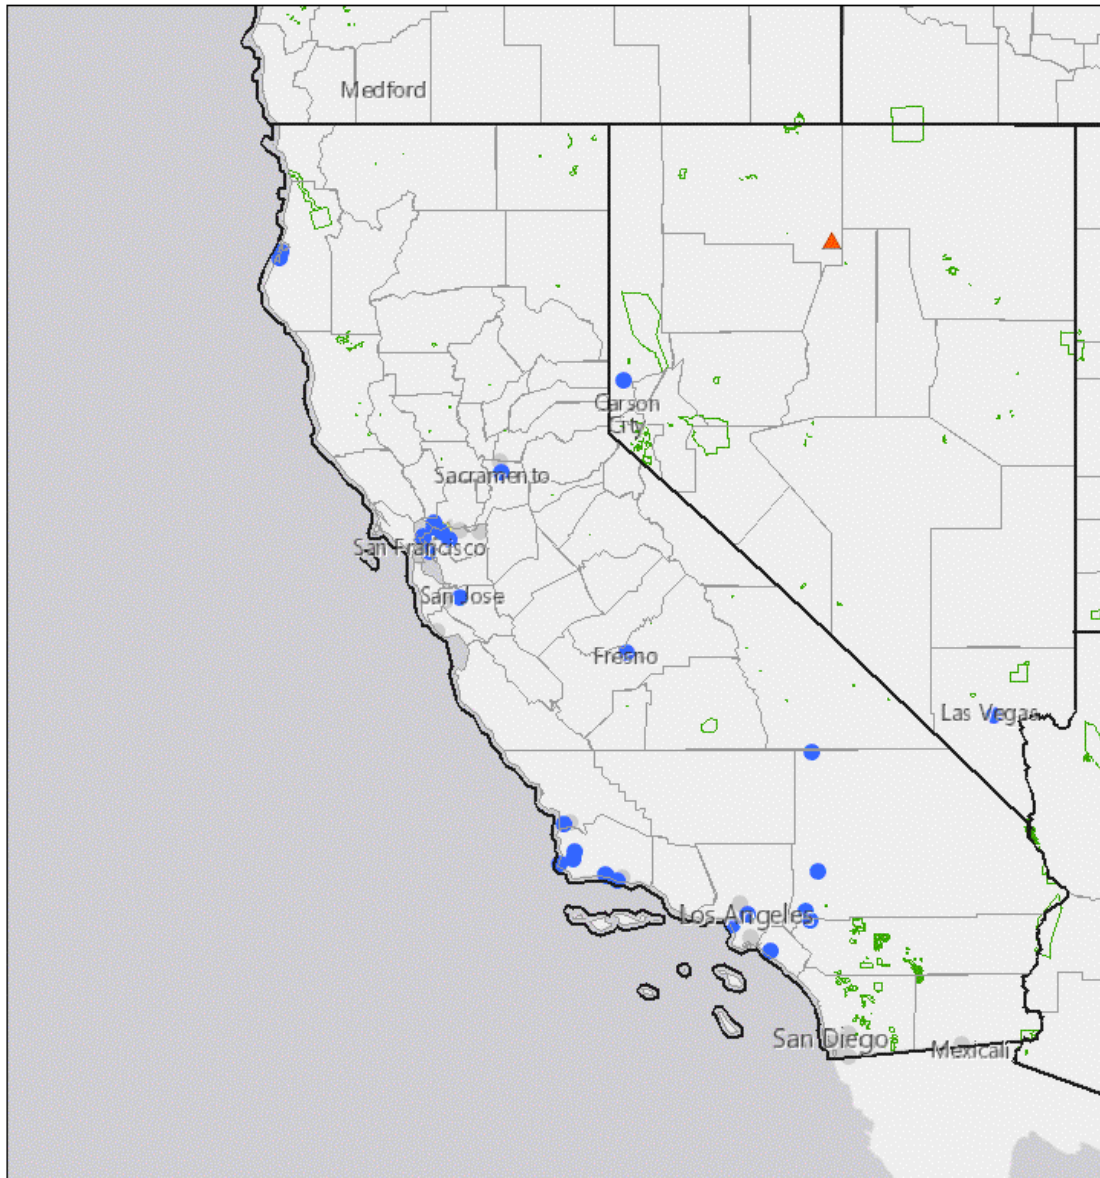 Medford
Carson
City
Sacramento
San Francisco
San Jose
Fresno
Las Vegas
Los Angeles
San Diego
Mexicali